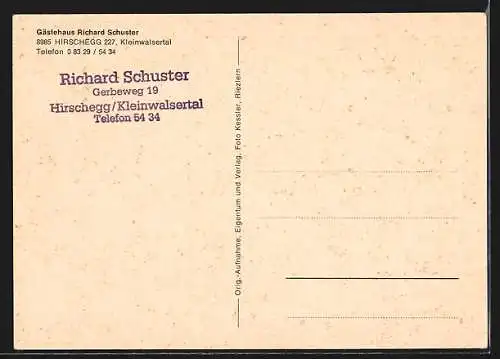 Gästehaus Richard Schuster
8985 HIRSCHEGG 227, Kleinwalsertal
Telefon 0 83 29 / 54 34
Richard Schuster
Gerbeweg 19
Hirschegg/Kleinwalsertal
Telefon 54 34
Orig.-Aufnahme, Eigentum und Verlag. Foto Kessler, Riezlern